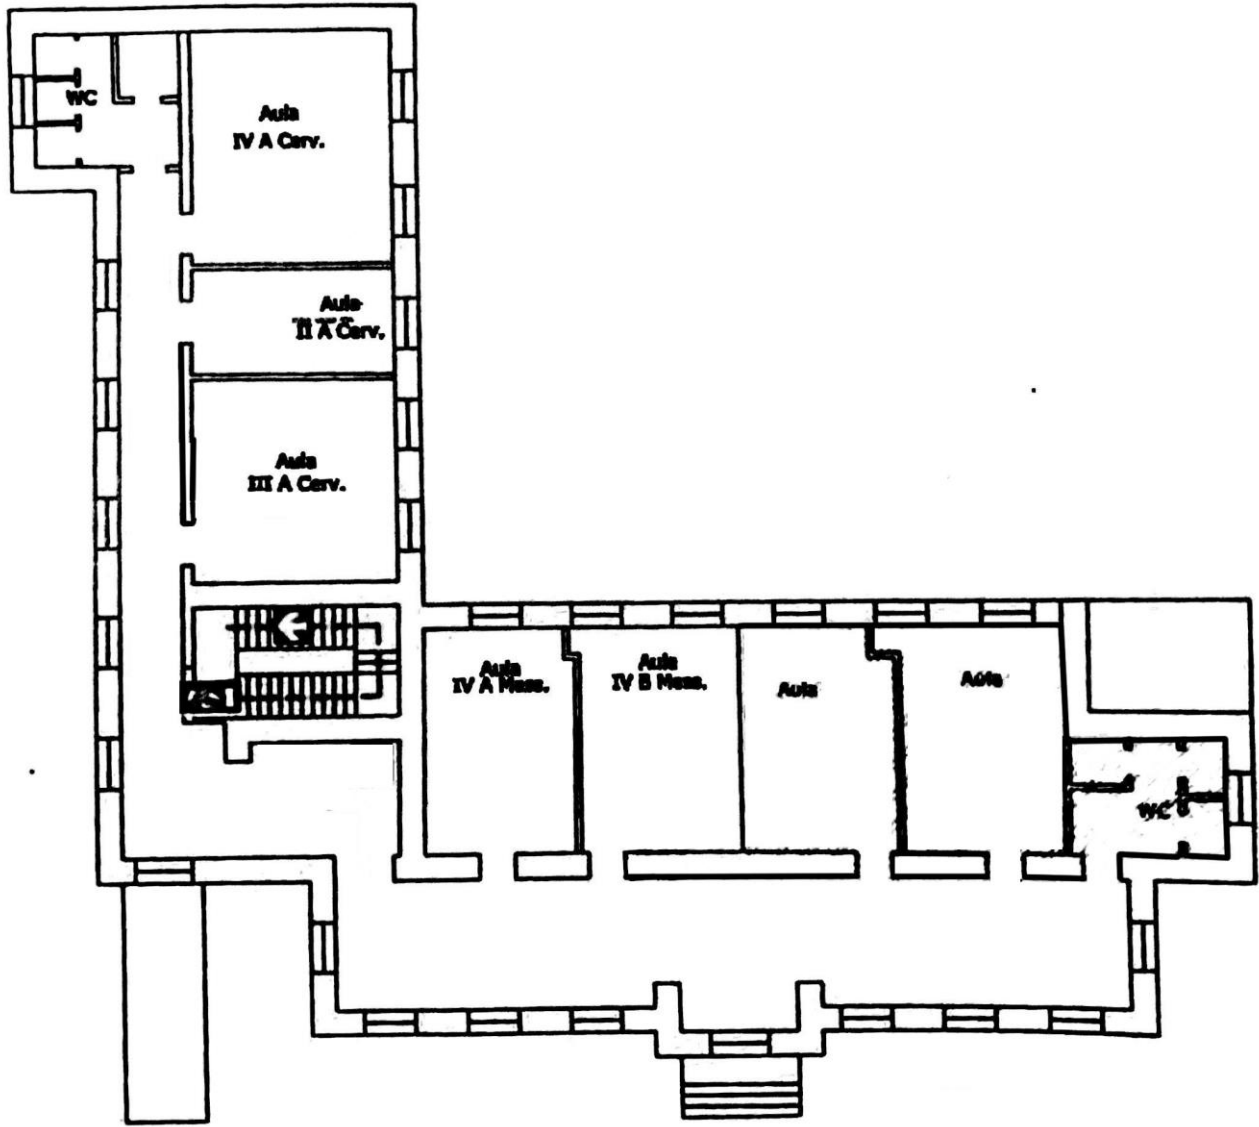 WC
Aula
IV A Cerv.
Aula
II A Cerv.
Aula
III A Cerv.
Aula
IV A Mess.
Aula
IV B Mess.
Aula
Aula
WC